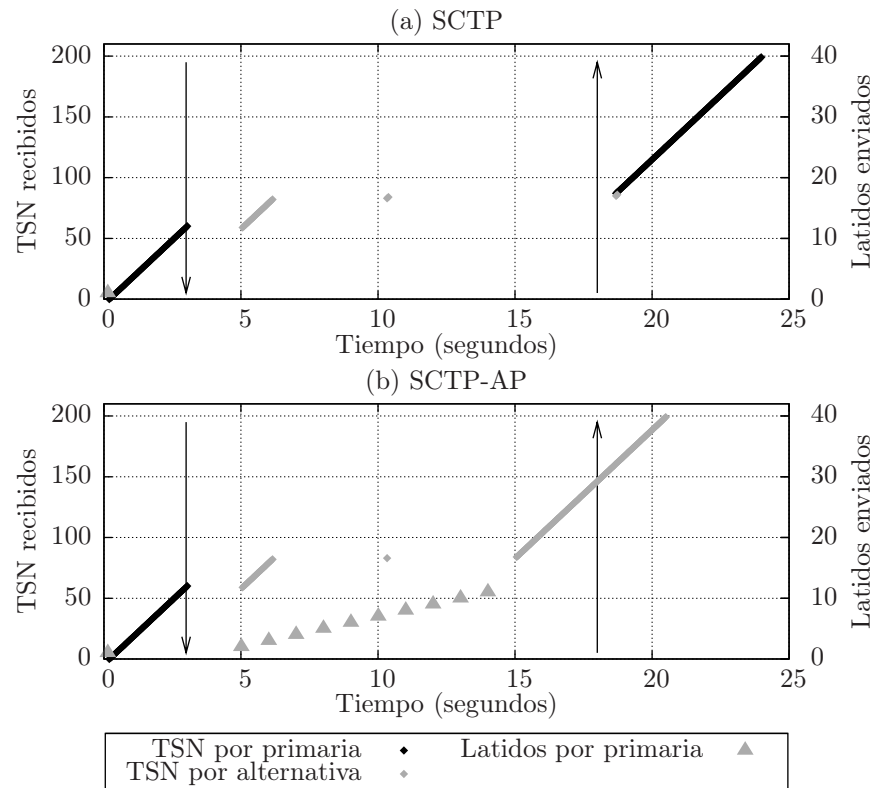 (a) SCTP
TSN recibidos
200
150
100
50
0
40
30
20
10
0
Latidos enviados
0 5 10 15 20 25
Tiempo (segundos)
(b) SCTP-AP
TSN recibidos
200
150
100
50
0
40
30
20
10
0
Latidos enviados
0 5 10 15 20 25
Tiempo (segundos)
TSN por primaria
Latidos por primaria
TSN por alternativa